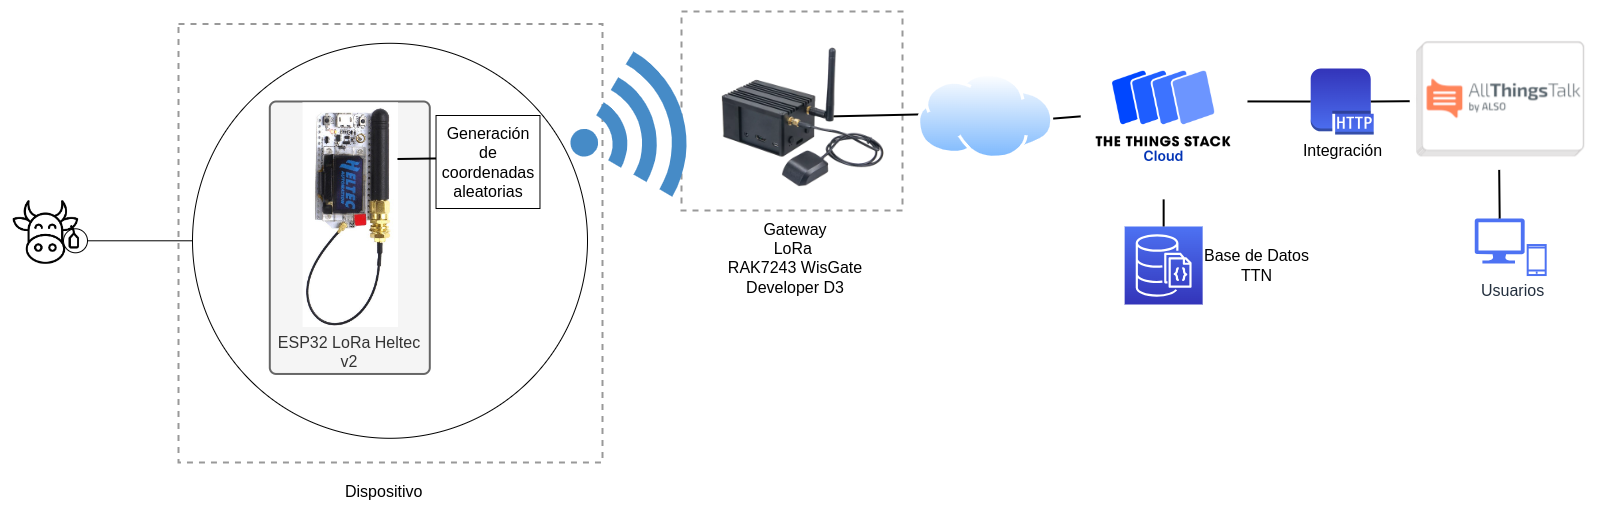 Generación
de
coordenadas
aleatorias
HELTEC
ESP32 LoRa Heltec
v2
Dispositivo
Gateway
LoRa
RAK7243 WisGate
Developer D3
THE THINGS STACK
Cloud
Base de Datos
TTN
HTTP
Integración
AllThingsTalk
by ALSO
Usuarios